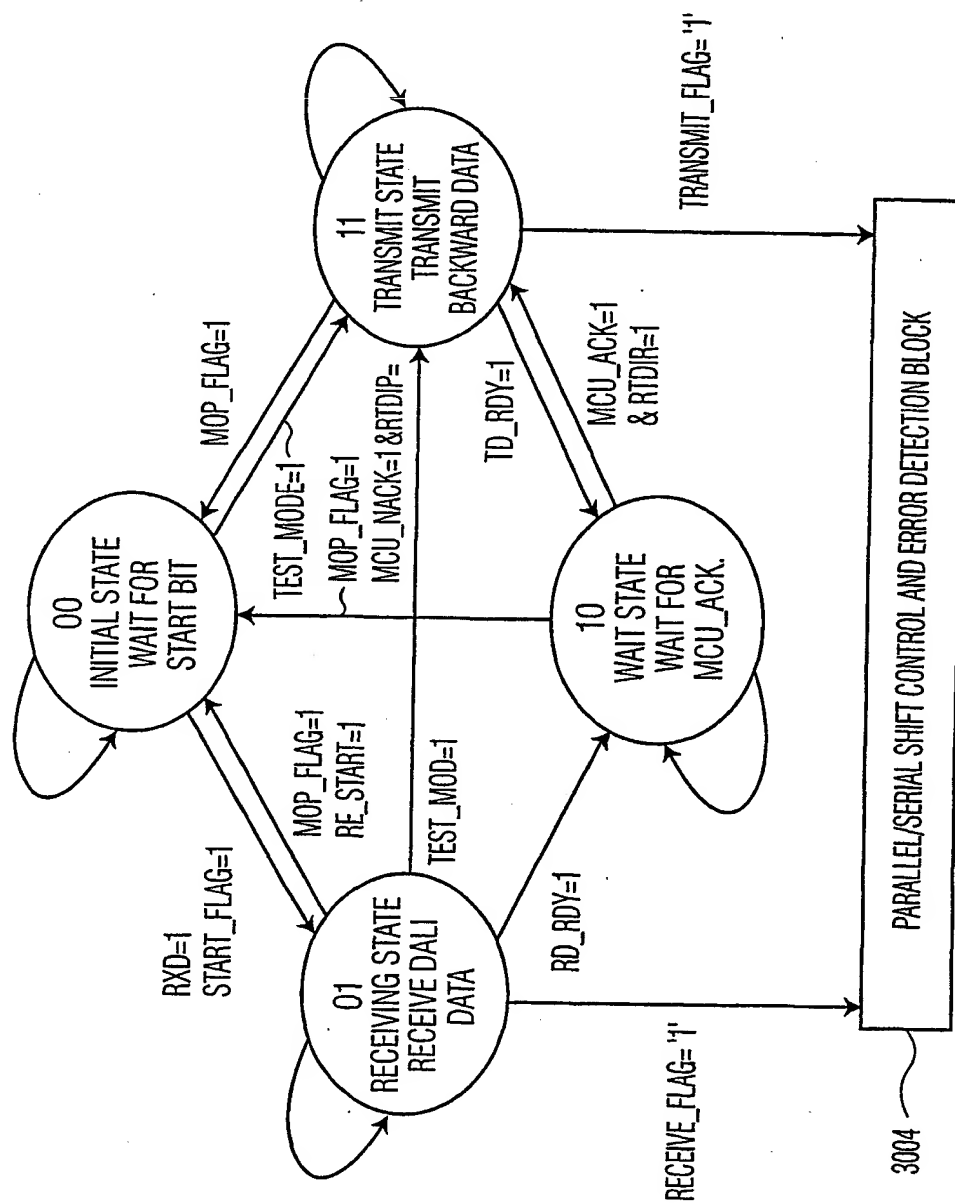 00
INITIAL STATE
WAIT FOR
START BIT
RXD=1
START_FLAG=1
MOP_FLAG=1
RE_START=1
MOP_FLAG=1
TEST_MODE=1
MOP_FLAG=1
MCU_NACK=1 &RTDIP=
01
RECEIVING STATE
RECEIVE DALI
DATA
TEST_MOD=1
11
TRANSMIT STATE
TRANSMIT
BACKWARD DATA
RD_RDY=1
TD_RDY=1
MCU_ACK=1
& RTDIR=1
10
WAIT STATE
WAIT FOR
MCU_ACK.
RECEIVE_FLAG='1'
TRANSMIT_FLAG='1'
PARALLEL/SERIAL SHIFT CONTROL AND ERROR DETECTION BLOCK
3004